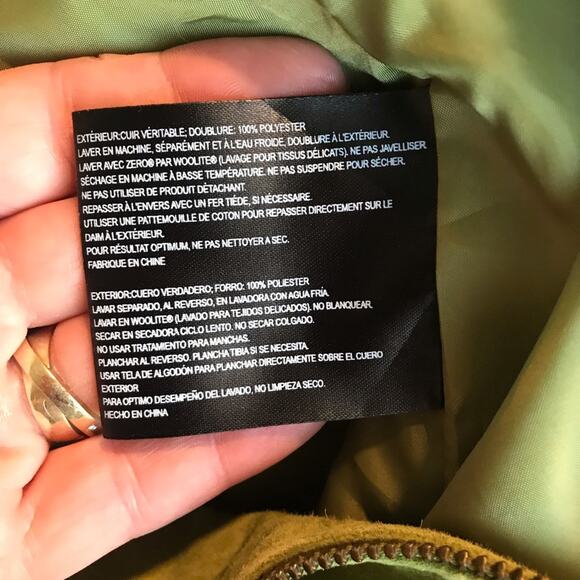 EXTÉRIEUR:CUIR VÉRITABLE; DOUBLURE: 100% POLYESTER
LAVER EN MACHINE, SÉPARÉMENT ET À L'EAU FROIDE, DOUBLURE À L'EXTÉRIEUR.
LAVER AVEC ZERO® PAR WOOLITE® (LAVAGE POUR TISSUS DÉLICATS). NE PAS JAVELLISER.
SÉCHAGE EN MACHINE À BASSE TEMPÉRATURE. NE PAS SUSPENDRE POUR SÉCHER.
NE PAS UTILISER DE PRODUIT DÉTACHANT.
REPASSER À L'ENVERS AVEC UN FER TIÉDE, SI NÉCESSAIRE.
UTILISER UNE PATTEMOUILLE DE COTON POUR REPASSER DIRECTEMENT SUR LE
DAIM À L'EXTÉRIEUR.
POUR RÉSULTAT OPTIMUM, NE PAS NETTOYER A SEC.
FABRIQUE EN CHINE
EXTERIOR:CUERO VERDADERO; FORRO: 100% POLIESTER
LAVAR SEPARADO, AL REVERSO, EN LAVADORA CON AGUA FRÍA.
LAVAR EN WOOLITE® (LAVADO PARA TEJIDOS DELICADOS). NO BLANQUEAR.
SECAR EN SECADORA CICLO LENTO. NO SECAR COLGADO.
NO USAR TRATAMIENTO PARA MANCHAS.
PLANCHAR AL REVERSO. PLANCHA TIBIA SI SE NECESITA.
USAR TELA DE ALGODÓN PARA PLANCHAR DIRECTAMENTE SOBRE EL CUERO
EXTERIOR
PARA OPTIMO DESEMPEÑO DEL LAVADO, NO LIMPIEZA SECO.
HECHO EN CHINA